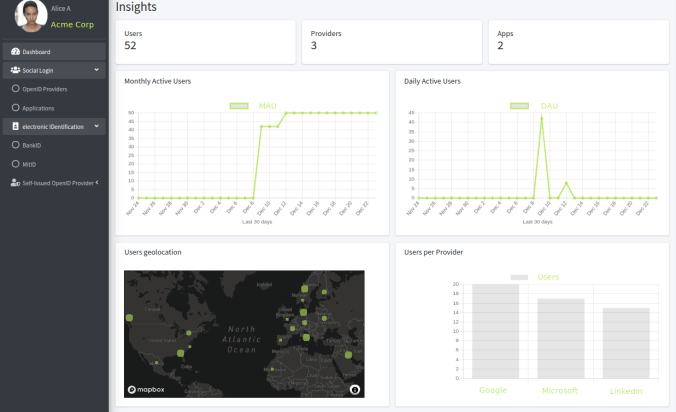 Alice A
Acme Corp
Dashboard
Social Login
OpenID Providers
Applications
electronic IDentification
BankID
MitID
Self-Issued OpenID Provider
Insights
Users
52
Providers
3
Apps
2
Monthly Active Users
MAU
50
45
40
35
30
25
20
15
10
5
0
Nov 24
Nov 26
Nov 28
Nov 30
Dec 2
Dec 4
Dec 6
Dec 8
Dec 10
Dec 12
Dec 14
Dec 16
Dec 18
Dec 20
Dec 22
Last 30 days
Daily Active Users
DAU
45
40
35
30
25
20
15
10
5
0
Nov 24
Nov 26
Nov 28
Nov 30
Dec 2
Dec 4
Dec 6
Dec 8
Dec 10
Dec 12
Dec 14
Dec 16
Dec 18
Dec 20
Dec 22
Last 30 days
Users geolocation
North
Atlantic
Ocean
mapbox
Users per Provider
Users
20
18
16
14
12
10
8
6
4
2
0
Google
Microsoft
LinkedIn